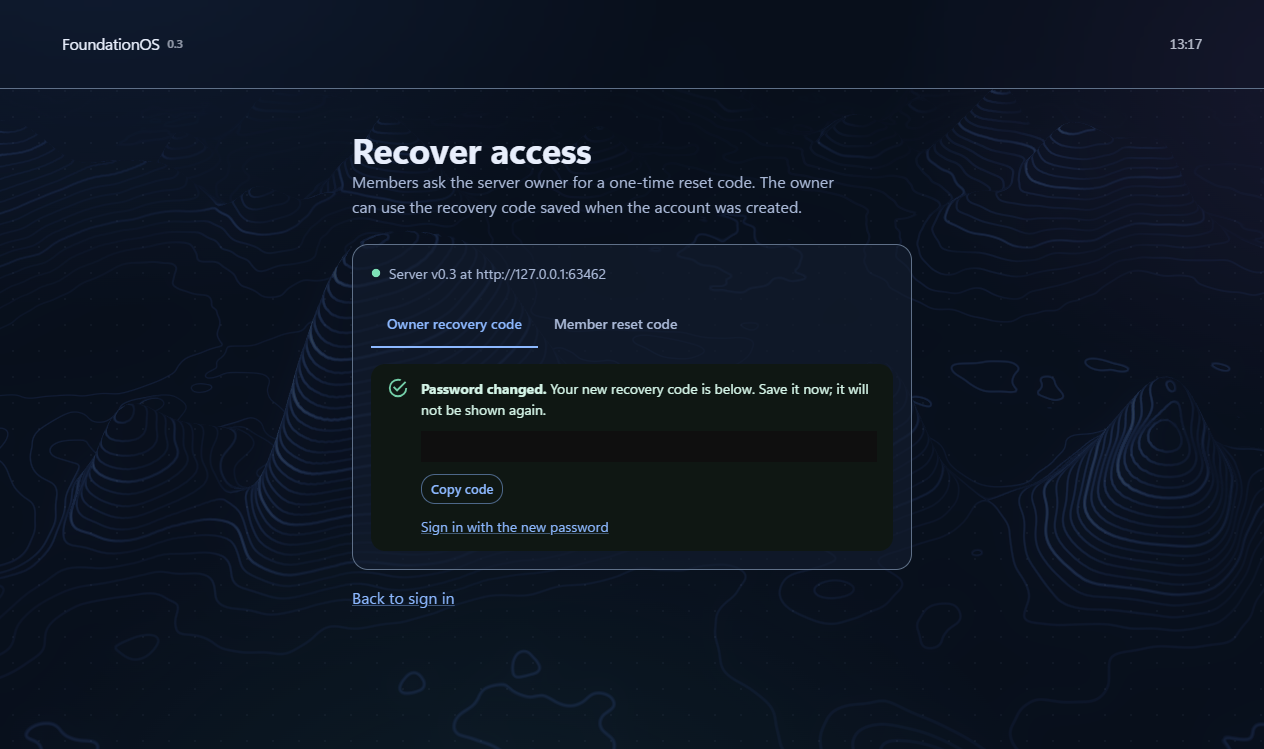 FoundationOS 0.3
13:17
Recover access
Members ask the server owner for a one-time reset code. The owner
can use the recovery code saved when the account was created.
Server v0.3 at http://127.0.0.1:63462
Owner recovery code
Member reset code
Password changed. Your new recovery code is below. Save it now; it will
not be shown again.
Copy code
Sign in with the new password
Back to sign in